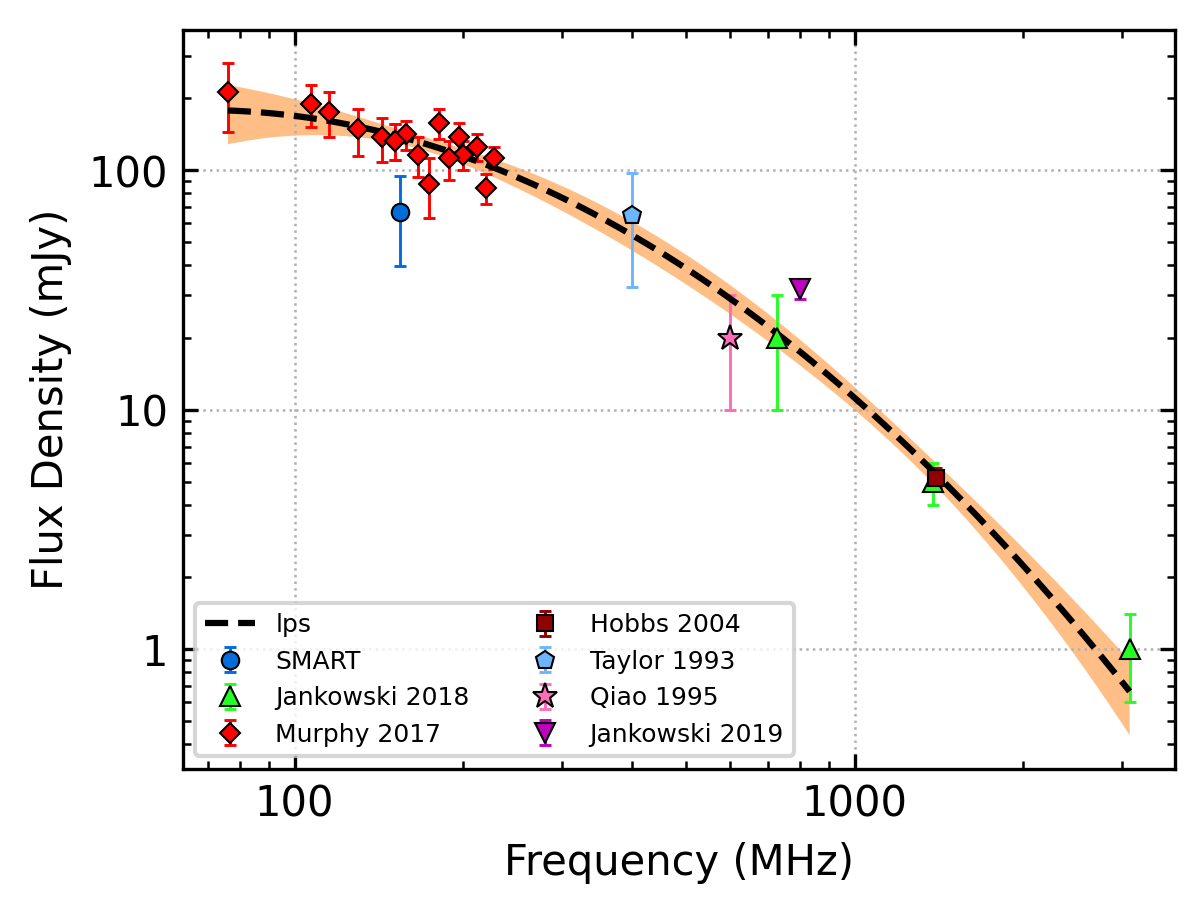 Flux Density (mJy)
100
10
1
lps
SMART
Jankowski 2018
Murphy 2017
Hobbs 2004
Taylor 1993
Qiao 1995
Jankowski 2019
100
1000
Frequency (MHz)